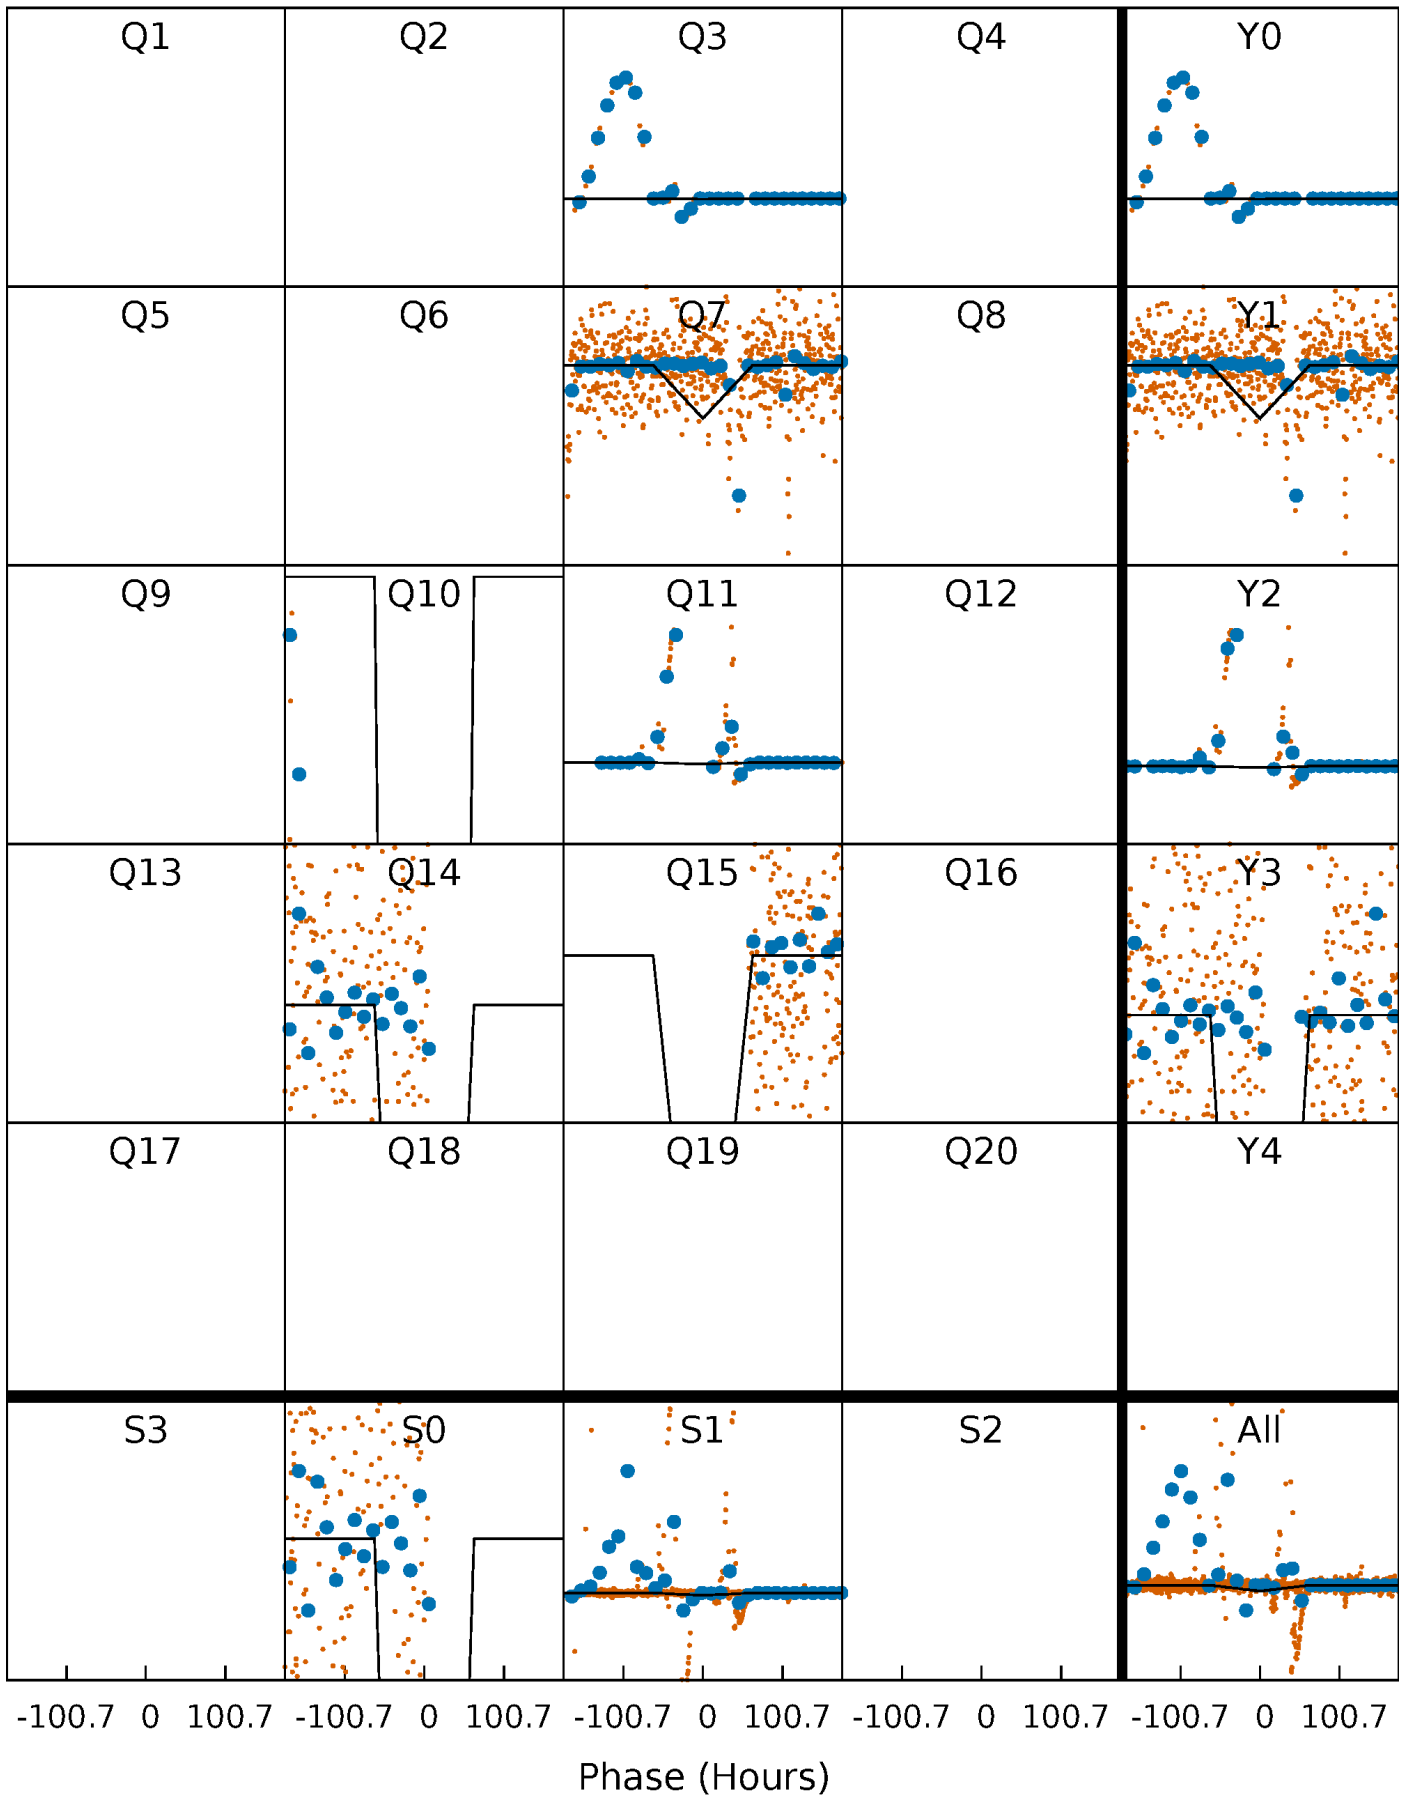 Q1 Q2 Q3 Q4 Y0
Q5 Q6 Q7 Q8 Y1
Q9 Q10 Q11 Q12 Y2
Q13 Q14 Q15 Q16 Y3
Q17 Q18 Q19 Q20 Y4
S3 S0 S1 S2 All
-100.7 0 100.7 -100.7 0 100.7 -100.7 0 100.7 -100.7 0 100.7 -100.7 0 100.7
Phase (Hours)